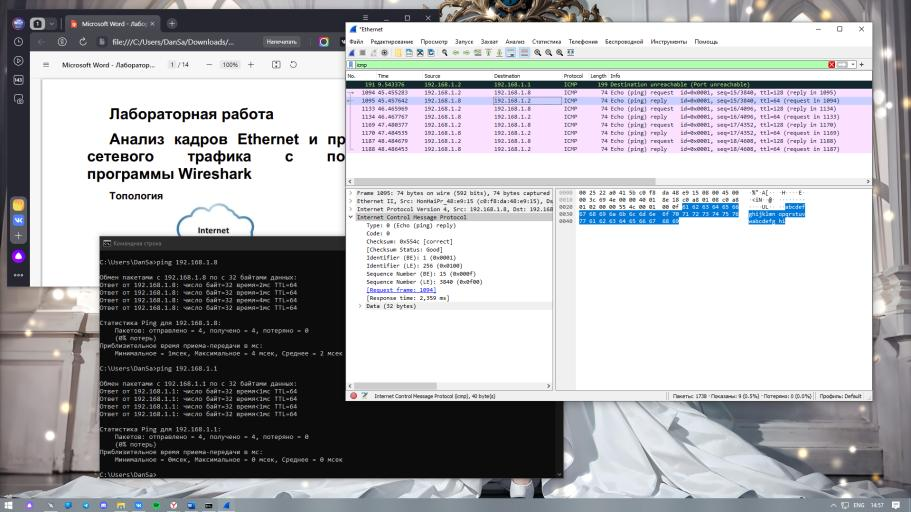 Microsoft Word - Лабор
file:///C:/Users/DanSa/Downloads/...
Напечатать
Microsoft Word - Лаборатор...
1 / 14
100%
Лабораторная работа
Анализ кадров Ethernet и пр
сетевого трафика с по
программы Wireshark
Топология
Internet
*Ethernet
Файл Редактирование Просмотр Запуск Захват Анализ Статистика Телефония Беспроводной Инструменты Помощь
icmp
No. Time Source Destination Protocol Length Info
191 9.543376 192.168.1.2 192.168.1.1 ICMP 199 Destination unreachable (Port unreachable)
1094 45.455283 192.168.1.2 192.168.1.8 ICMP 74 Echo (ping) request id=0x0001, seq=15/3840, ttl=128 (reply in 1095)
1095 45.457642 192.168.1.8 192.168.1.2 ICMP 74 Echo (ping) reply id=0x0001, seq=15/3840, ttl=64 (request in 1094)
1133 46.465969 192.168.1.2 192.168.1.8 ICMP 74 Echo (ping) request id=0x0001, seq=16/4096, ttl=128 (reply in 1134)
1134 46.467767 192.168.1.8 192.168.1.2 ICMP 74 Echo (ping) reply id=0x0001, seq=16/4096, ttl=64 (request in 1133)
1169 47.480377 192.168.1.2 192.168.1.8 ICMP 74 Echo (ping) request id=0x0001, seq=17/4352, ttl=128 (reply in 1170)
1170 47.484535 192.168.1.8 192.168.1.2 ICMP 74 Echo (ping) reply id=0x0001, seq=17/4352, ttl=64 (request in 1169)
1187 48.484679 192.168.1.2 192.168.1.8 ICMP 74 Echo (ping) request id=0x0001, seq=18/4608, ttl=128 (reply in 1188)
1188 48.486453 192.168.1.8 192.168.1.2 ICMP 74 Echo (ping) reply id=0x0001, seq=18/4608, ttl=64 (request in 1187)
Frame 1095: 74 bytes on wire (592 bits), 74 bytes captured
Ethernet II, Src: HonHaiPr_48:e9:15 (c0:f8:da:48:e9:15), Ds
Internet Protocol Version 4, Src: 192.168.1.8, Dst: 192.168
Internet Control Message Protocol
Type: 0 (Echo (ping) reply)
Code: 0
Checksum: 0x554c [correct]
[Checksum Status: Good]
Identifier (BE): 1 (0x0001)
Identifier (LE): 256 (0x0100)
Sequence Number (BE): 15 (0x000f)
Sequence Number (LE): 3840 (0x0f00)
[Request frame: 1094]
[Response time: 2,359 ms]
Data (32 bytes)
0000 00 25 22 a0 41 5b c0 f8 da 48 e9 15 08 00 45 00
0010 00 3c 69 4e 00 00 40 01 8e 18 c0 a8 01 08 c0 a8
0020 01 02 00 00 55 4c 00 01 00 0f 61 62 63 64 65 66
0030 67 68 69 6a 6b 6c 6d 6e 6f 70 71 72 73 74 75 76
0040 77 61 62 63 64 65 66 67 68 69
Internet Control Message Protocol (icmp), 40 byte(s)
Пакеты: 1738 · Показаны: 9 (0.5%) · Потеряно: 0 (0.0%)
Профиль: Default
Командная строка
C:\Users\DanSa>ping 192.168.1.8
Обмен пакетами с 192.168.1.8 по с 32 байтами данных:
Ответ от 192.168.1.8: число байт=32 время=2мс TTL=64
Ответ от 192.168.1.8: число байт=32 время=1мс TTL=64
Ответ от 192.168.1.8: число байт=32 время=4мс TTL=64
Ответ от 192.168.1.8: число байт=32 время=1мс TTL=64
Статистика Ping для 192.168.1.8:
Пакетов: отправлено = 4, получено = 4, потеряно = 0
(0% потерь)
Приблизительное время приема-передачи в мс:
Минимальное = 1мсек, Максимальное = 4 мсек, Среднее = 2 мсек
C:\Users\DanSa>ping 192.168.1.1
Обмен пакетами с 192.168.1.1 по с 32 байтами данных:
Ответ от 192.168.1.1: число байт=32 время<1мс TTL=64
Ответ от 192.168.1.1: число байт=32 время<1мс TTL=64
Ответ от 192.168.1.1: число байт=32 время<1мс TTL=64
Ответ от 192.168.1.1: число байт=32 время<1мс TTL=64
Статистика Ping для 192.168.1.1:
Пакетов: отправлено = 4, получено = 4, потеряно = 0
(0% потерь)
Приблизительное время приема-передачи в мс:
Минимальное = 0мсек, Максимальное = 0 мсек, Среднее = 0 мсек
C:\Users\DanSa>
ENG 14:57